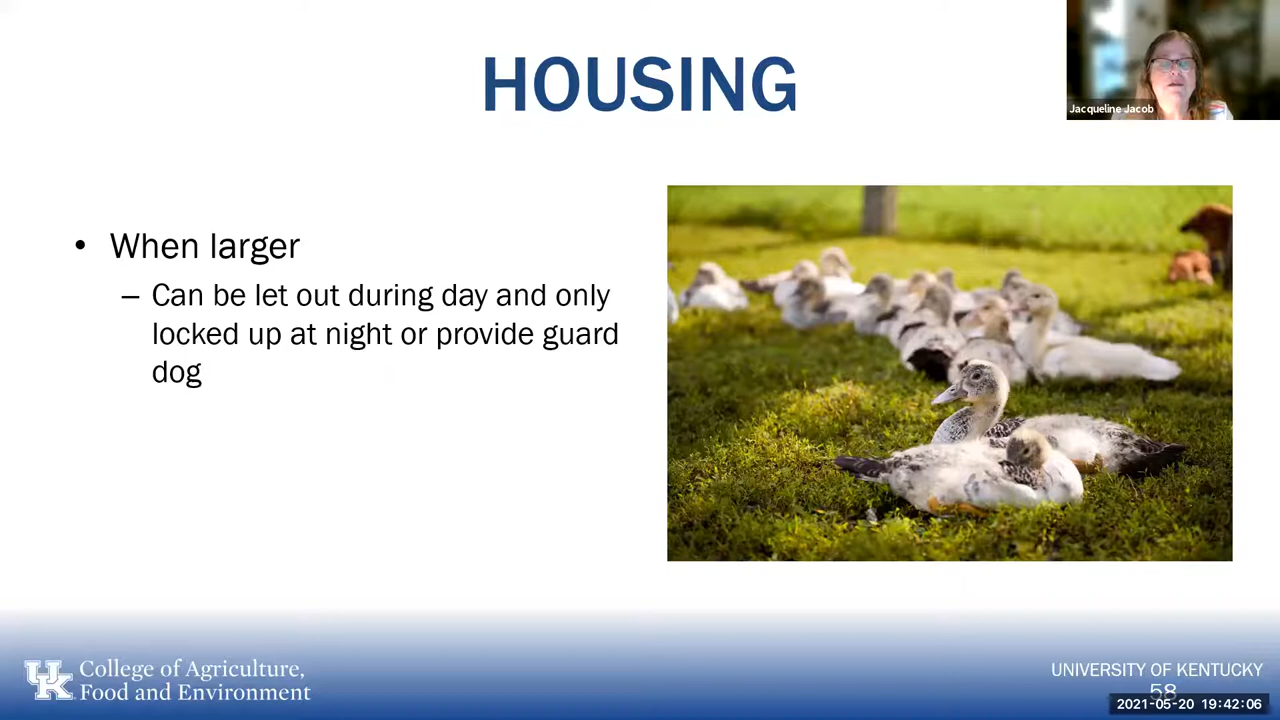 HOUSING
Jacqueline Jacob
• When larger
– Can be let out during day and only
locked up at night or provide guard
dog
UK
College of Agriculture,
Food and Environment
UNIVERSITY OF KENTUCKY
58
2021-05-20 19:42:06